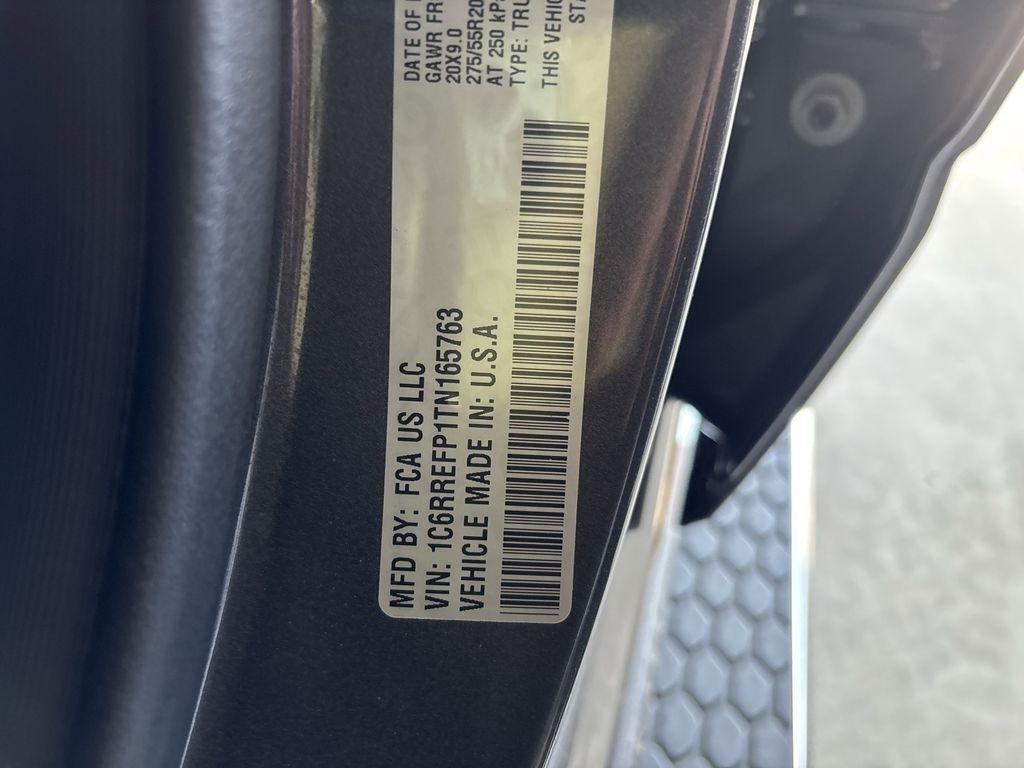 MFD BY: FCA US LLC
VIN: 1C6RREFP1TN165763
VEHICLE MADE IN: U.S.A.
DATE OF
GAWR FR
20X9.0
275/55R20
AT 250 kPa
TYPE: TRU
THIS VEHIC
STA